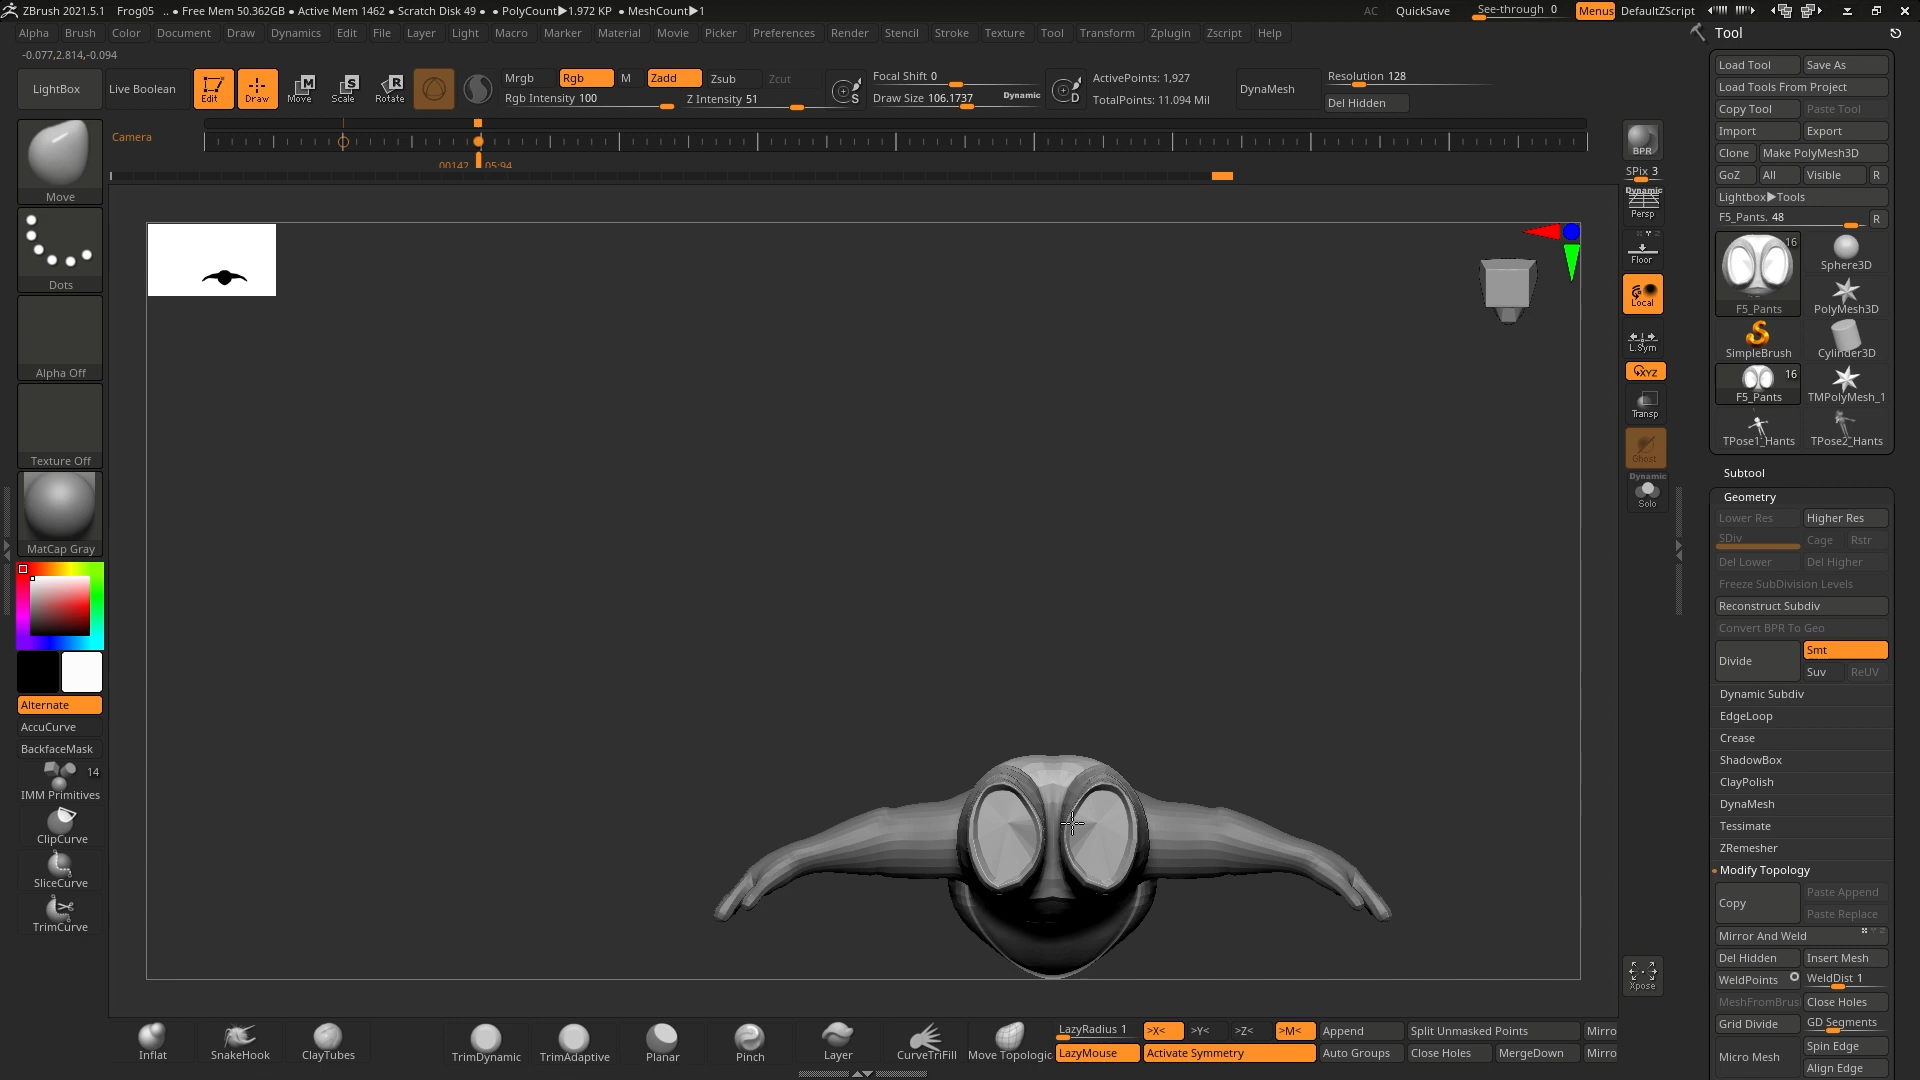 ZBrush 2021.5.1 Frog05 .. ● Free Mem 50.362GB ● Active Mem 1462 ● Scratch Disk 49 ● ● PolyCount▶1.972 KP ● MeshCount▶1 AC QuickSave See-through 0 Menus DefaultZScript
Alpha Brush Color Document Draw Dynamics Edit File Layer Light Macro Marker Material Movie Picker Preferences Render Stencil Stroke Texture Tool Transform Zplugin Zscript Help
Tool
-0.077,2.814,-0.094
LightBox
Live Boolean
Edit
Draw
Move
Scale
Rotate
Mrgb Rgb M Zadd Zsub Zcut
Rgb Intensity 100 Z Intensity 51
S
Focal Shift 0
Draw Size 106.1737 Dynamic
D
ActivePoints: 1,927
TotalPoints: 11.094 Mil
DynaMesh
Resolution 128
Del Hidden
Camera
00142 05:94
Move
Dots
Alpha Off
Texture Off
MatCap Gray
Alternate
AccuCurve
BackfaceMask
14
IMM Primitives
ClipCurve
SliceCurve
TrimCurve
BPR
SPix 3
Dynamic
Persp
Floor
Local
L.Sym
XYZ
Transp
Ghost
Dynamic
Solo
Xpose
Load Tool Save As
Load Tools From Project
Copy Tool Paste Tool
Import Export
Clone Make PolyMesh3D
GoZ All Visible R
Lightbox▶Tools
F5_Pants. 48 R
16
F5_Pants
Sphere3D
PolyMesh3D
SimpleBrush
Cylinder3D
16
F5_Pants
TMPolyMesh_1
TPose1_Hants
TPose2_Hants
Subtool
Geometry
Lower Res Higher Res
SDiv Cage Rstr
Del Lower Del Higher
Freeze SubDivision Levels
Reconstruct Subdiv
Convert BPR To Geo
Divide
Smt
Suv ReUV
Dynamic Subdiv
EdgeLoop
Crease
ShadowBox
ClayPolish
DynaMesh
Tessimate
ZRemesher
Modify Topology
Copy
Paste Append
Paste Replace
Mirror And Weld
Del Hidden Insert Mesh
WeldPoints WeldDist 1
MeshFromBrus Close Holes
Grid Divide GD Segments
Micro Mesh
Spin Edge
Align Edge
Inflat
SnakeHook
ClayTubes
TrimDynamic
TrimAdaptive
Planar
Pinch
Layer
CurveTriFill
Move Topologic
LazyRadius 1 >X< >Y< >Z< >M< Append Split Unmasked Points Mirro
LazyMouse Activate Symmetry Auto Groups Close Holes MergeDown Mirro